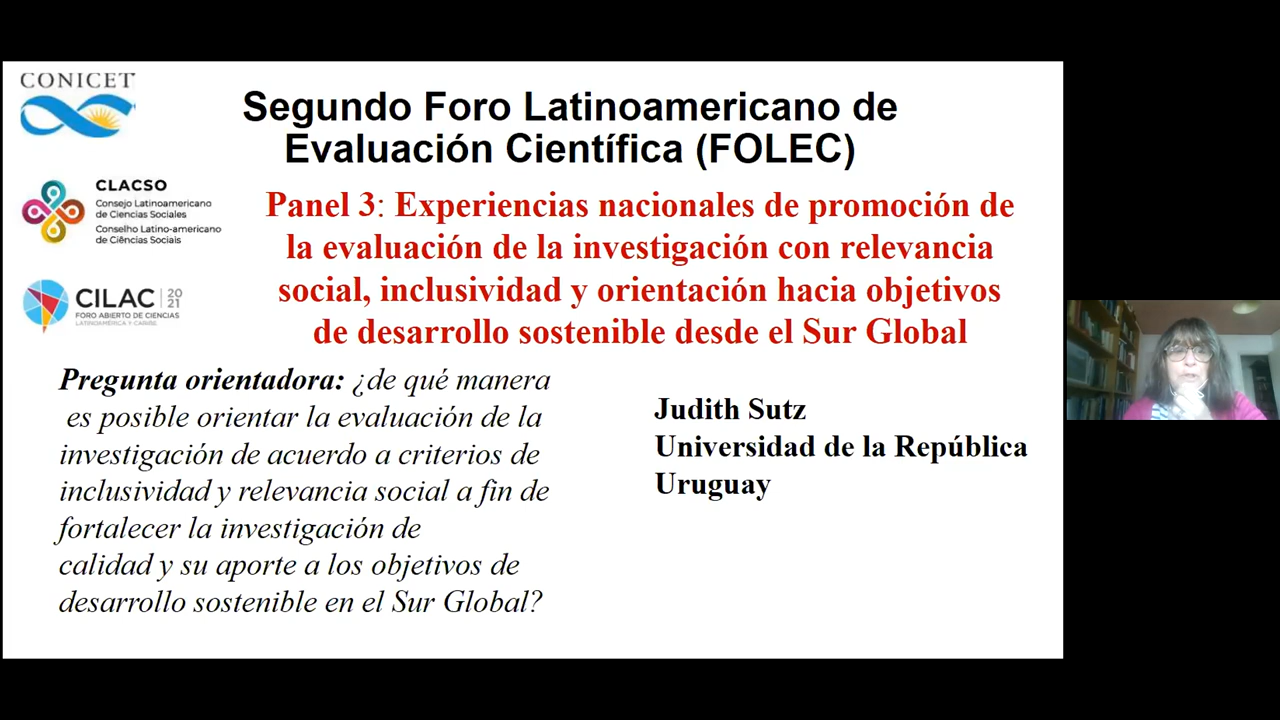 CONICET
Segundo Foro Latinoamericano de
Evaluación Científica (FOLEC)
CLACSO
Consejo Latinoamericano
de Ciencias Sociales
Conselho Latino-americano
de Ciências Sociais
Panel 3: Experiencias nacionales de promoción de
la evaluación de la investigación con relevancia
social, inclusividad y orientación hacia objetivos
de desarrollo sostenible desde el Sur Global
CILAC 20
21
FORO ABIERTO DE CIENCIAS
LATINOAMÉRICA Y CARIBE
Pregunta orientadora: ¿de qué manera
es posible orientar la evaluación de la
investigación de acuerdo a criterios de
inclusividad y relevancia social a fin de
fortalecer la investigación de
calidad y su aporte a los objetivos de
desarrollo sostenible en el Sur Global?
Judith Sutz
Universidad de la República
Uruguay